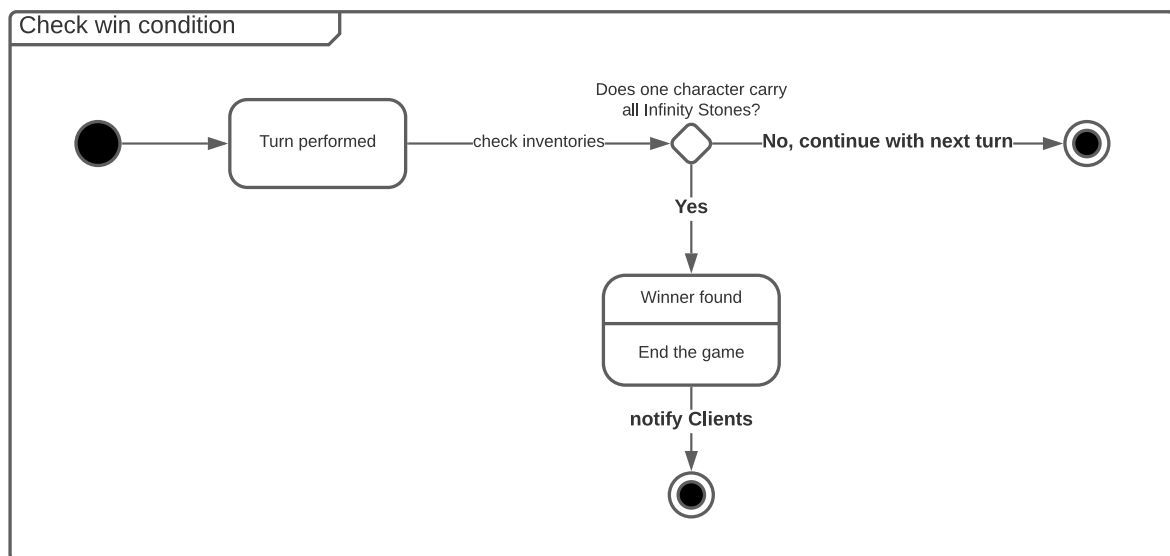 Check win condition
Does one character carry
all Infinity Stones?
Turn performed
check inventories
No, continue with next turn
Yes
Winner found
End the game
notify Clients